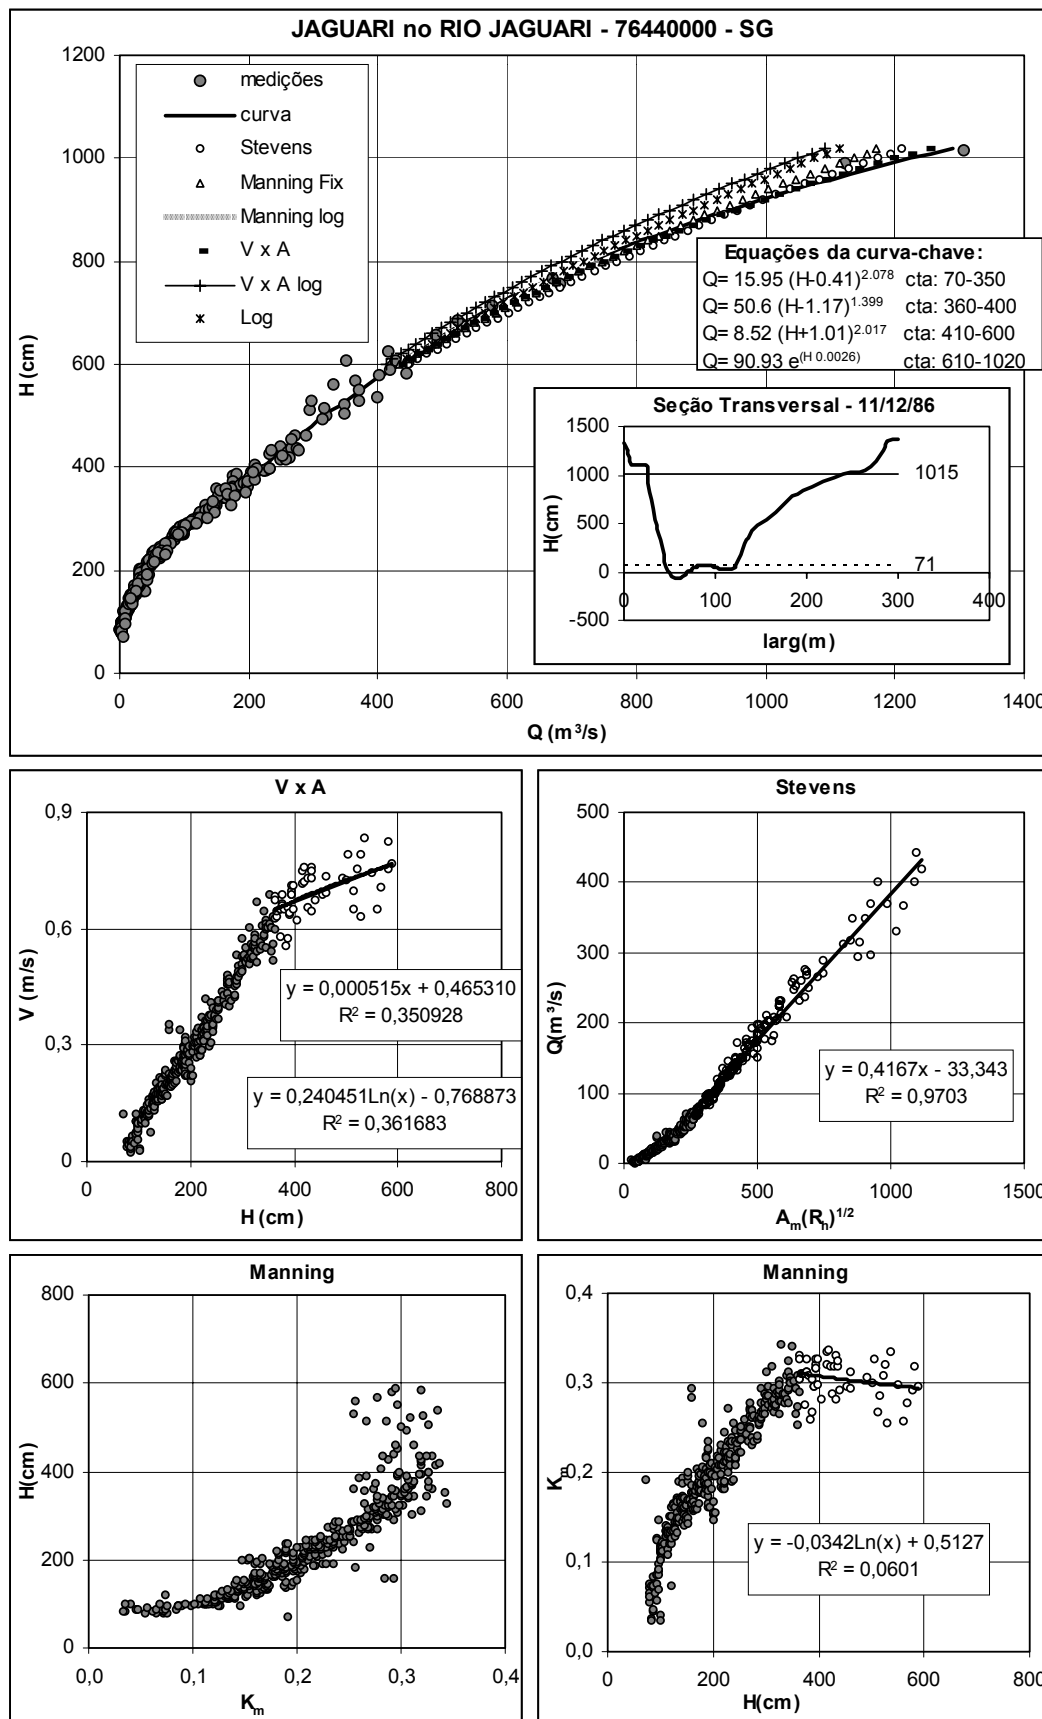 JAGUARI no RIO JAGUARI - 76440000 - SG
1200
1000
800
600
400
200
0
H (cm)
medições
curva
Stevens
Manning Fix
Manning log
V x A
V x A log
Log
Equações da curva-chave:
Q= 15.95 (H-0.41)^2.078 cta: 70-350
Q= 50.6 (H-1.17)^1.399 cta: 360-400
Q= 8.52 (H+1.01)^2.017 cta: 410-600
Q= 90.93 e^(H 0.0026) cta: 610-1020
Seção Transversal - 11/12/86
1500
1000
500
0
-500
H(cm)
1015
71
0 100 200 300 400
larg(m)
0 200 400 600 800 1000 1200 1400
Q (m³/s)
V x A
0,9
0,6
0,3
0
V (m/s)
y = 0,000515x + 0,465310
R² = 0,350928
y = 0,240451Ln(x) - 0,768873
R² = 0,361683
0 200 400 600 800
H (cm)
Stevens
500
400
300
200
100
0
Q(m³/s)
y = 0,4167x - 33,343
R² = 0,9703
0 500 1000 1500
Am(Rh)^1/2
Manning
800
600
400
200
0
H(cm)
0,0 0,1 0,2 0,3 0,4
Km
Manning
0,4
0,3
0,2
0,1
0,0
Km
y = -0,0342Ln(x) + 0,5127
R² = 0,0601
0 200 400 600 800
H(cm)